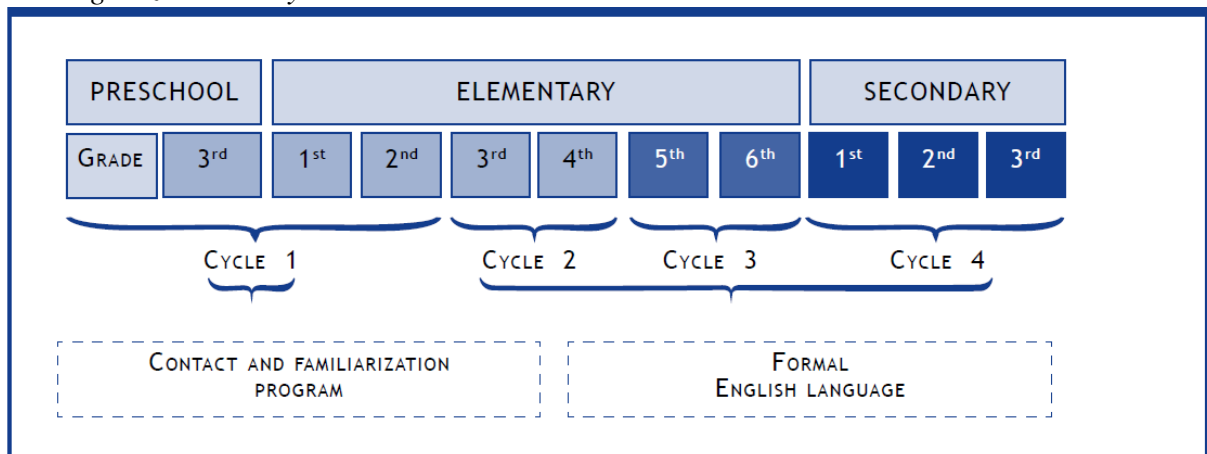 PRESCHOOL ELEMENTARY SECONDARY
GRADE 3rd 1st 2nd 3rd 4th 5th 6th 1st 2nd 3rd
CYCLE 1 CYCLE 2 CYCLE 3 CYCLE 4
CONTACT AND FAMILIARIZATION
PROGRAM
FORMAL
ENGLISH LANGUAGE